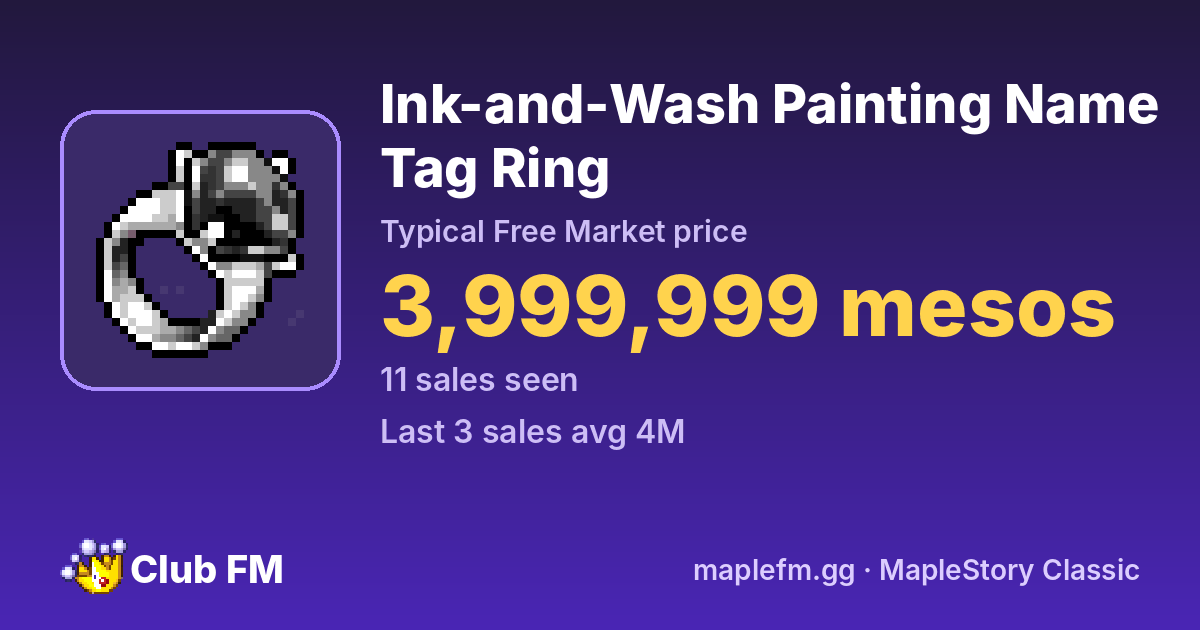 Ink-and-Wash Painting Name
Tag Ring
Typical Free Market price
3,999,999 mesos
11 sales seen
Last 3 sales avg 4M
Club FM
maplefm.gg · MapleStory Classic